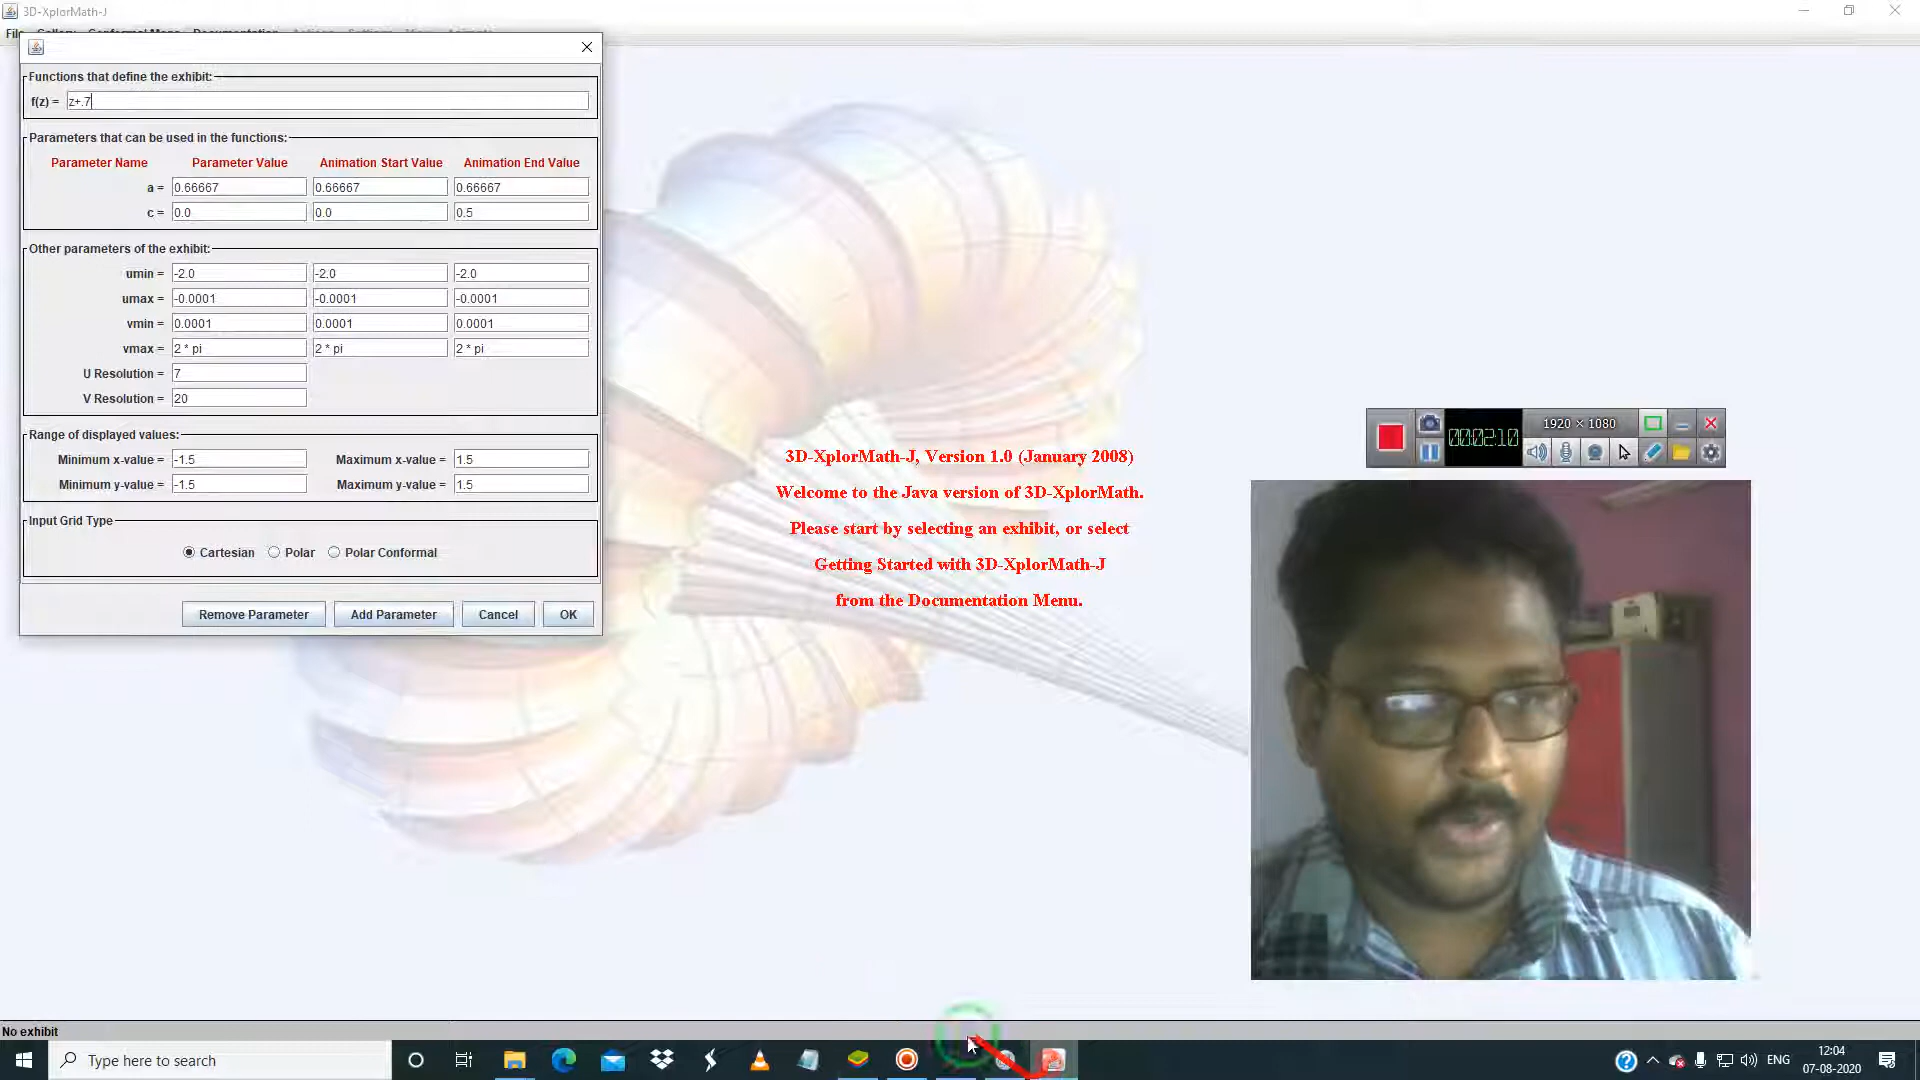 3D-XplorMath-J
Functions that define the exhibit:
f(z) = z+.7
Parameters that can be used in the functions:
Parameter Name Parameter Value Animation Start Value Animation End Value
a = 0.66667 0.66667 0.66667
c = 0.0 0.0 0.5
Other parameters of the exhibit:
umin = -2.0 -2.0 -2.0
umax = -0.0001 -0.0001 -0.0001
vmin = 0.0001 0.0001 0.0001
vmax = 2 * pi 2 * pi 2 * pi
U Resolution = 7
V Resolution = 20
Range of displayed values:
Minimum x-value = -1.5 Maximum x-value = 1.5
Minimum y-value = -1.5 Maximum y-value = 1.5
Input Grid Type
Cartesian Polar Polar Conformal
Remove Parameter Add Parameter Cancel OK
3D-XplorMath-J, Version 1.0 (January 2008)
Welcome to the Java version of 3D-XplorMath.
Please start by selecting an exhibit, or select
Getting Started with 3D-XplorMath-J
from the Documentation Menu.
00:02:10 1920 × 1080
No exhibit
Type here to search
ENG
12:04
07-08-2020